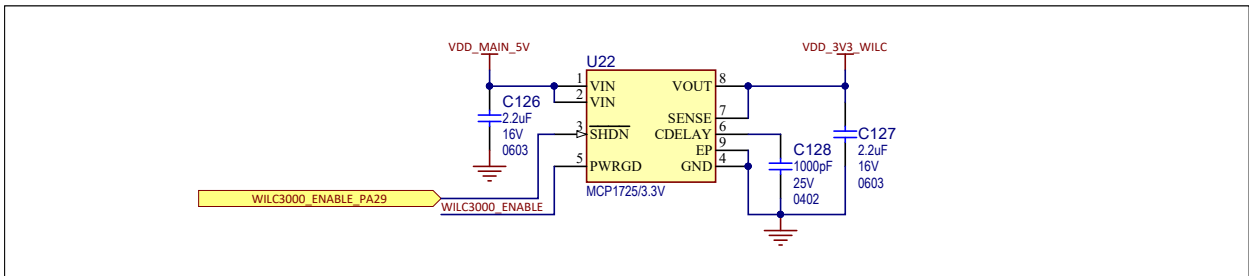 VDD_MAIN_5V
VDD_3V3_WILC
U22
1
VIN
VOUT
8
2
VIN
C126
2.2uF
16V
0603
SENSE
7
3
SHDN
CDELAY
6
EP
9
5
PWRGD
GND
4
C127
2.2uF
16V
0603
C128
1000pF
25V
0402
MCP1725/3.3V
WILC3000_ENABLE_PA29
WILC3000_ENABLE